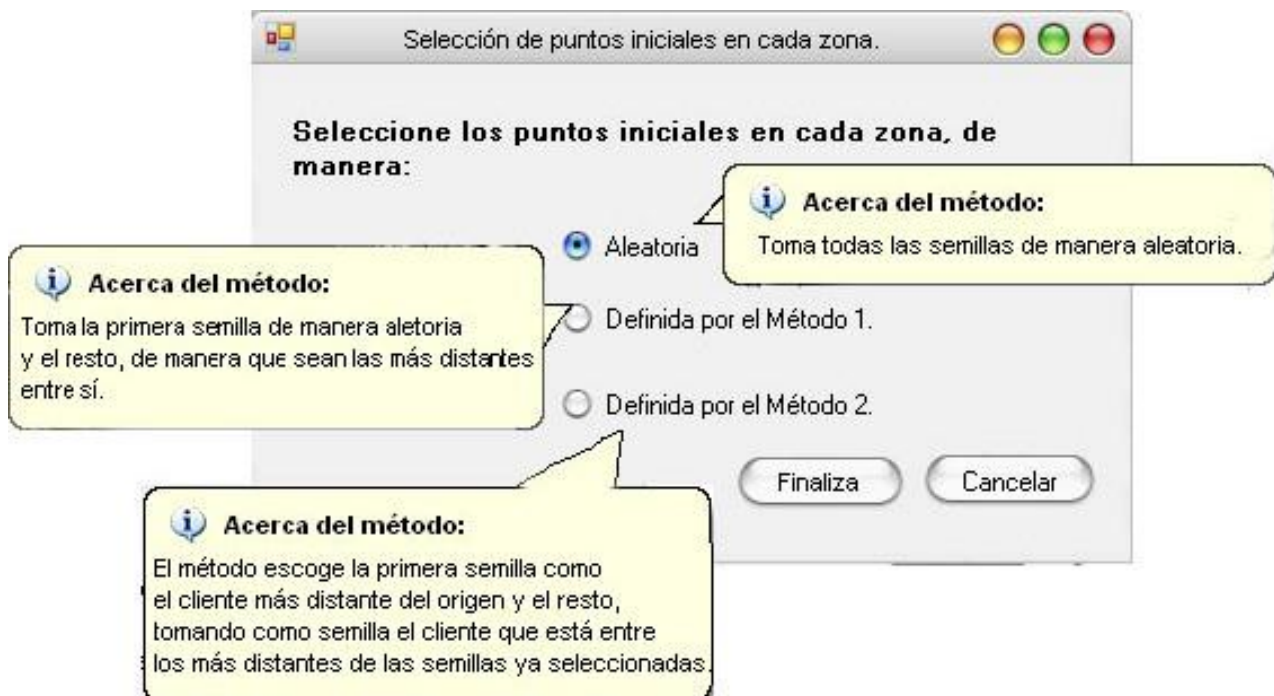 Selección de puntos iniciales en cada zona.
Seleccione los puntos iniciales en cada zona, de
manera:
Acerca del método:
Toma todas las semillas de manera aleatoria.
Aleatoria
Acerca del método:
Toma la primera semilla de manera aletoria
y el resto, de manera que sean las más distantes
entre sí.
Definida por el Método 1.
Definida por el Método 2.
Finaliza
Cancelar
Acerca del método:
El método escoge la primera semilla como
el cliente más distante del origen y el resto,
tomando como semilla el cliente que está entre
los más distantes de las semillas ya seleccionadas.